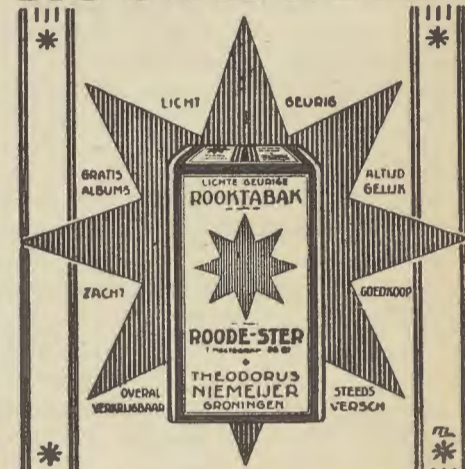 LICHT GEURIG
GRATIS
ALBUMS
ALTIJD
GELIJK
LICHTE GEURIGE
ROOKTABAK
ZACHT
GOEDKOOP
ROODE-STER
THEODORUS
NIEMEIJER
GRONINGEN
OVERAL
VERKRIJGBAAR
STEEDS
VERSCH